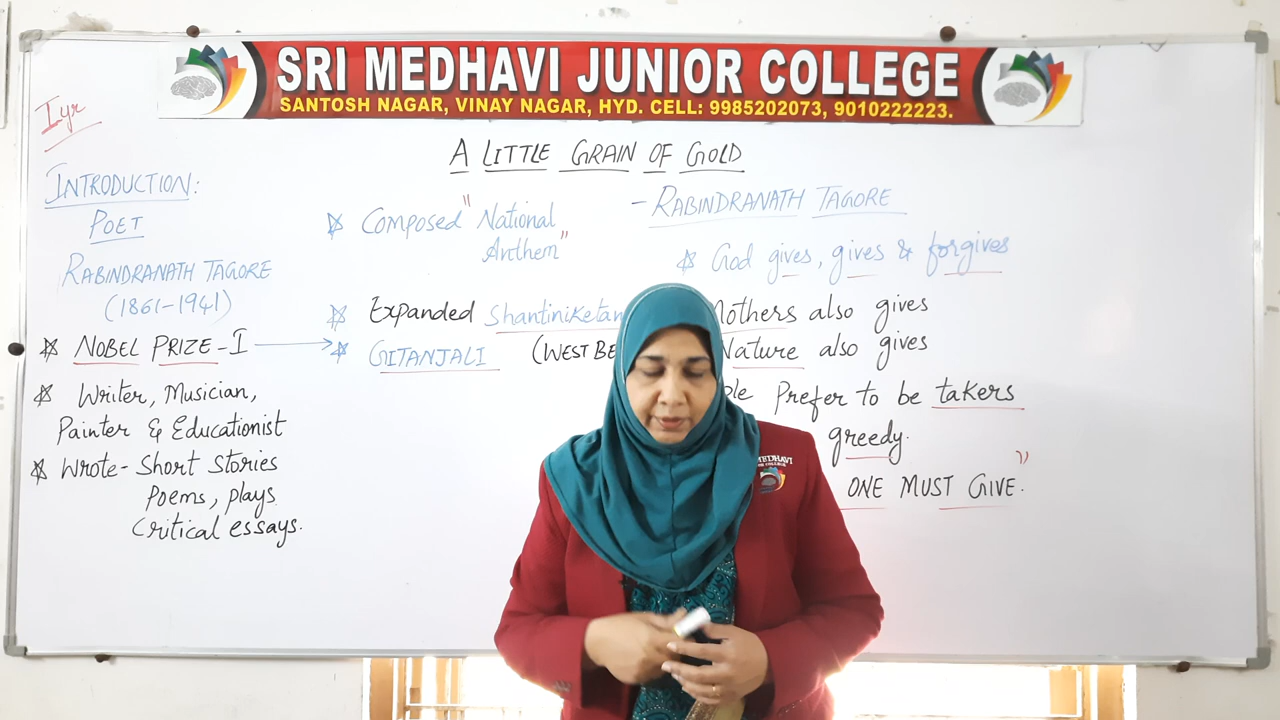 SRI MEDHAVI JUNIOR COLLEGE
SANTOSH NAGAR, VINAY NAGAR, HYD. CELL: 9985202073, 9010222223.
I yr
A LITTLE GRAIN OF GOLD
- RABINDRANATH TAGORE
INTRODUCTION:
POET
RABINDRANATH TAGORE
(1861-1941)
NOBEL PRIZE - I
Writer, Musician,
Painter & Educationist
Wrote - Short Stories
Poems, plays
Critical essays.
Composed "National
Anthem"
Expanded Shantiniketan
GITANJALI (WEST BE
God gives, gives & forgives
Mothers also gives
Nature also gives
Prefer to be takers
greedy.
ONE MUST GIVE."
MEDHAVI